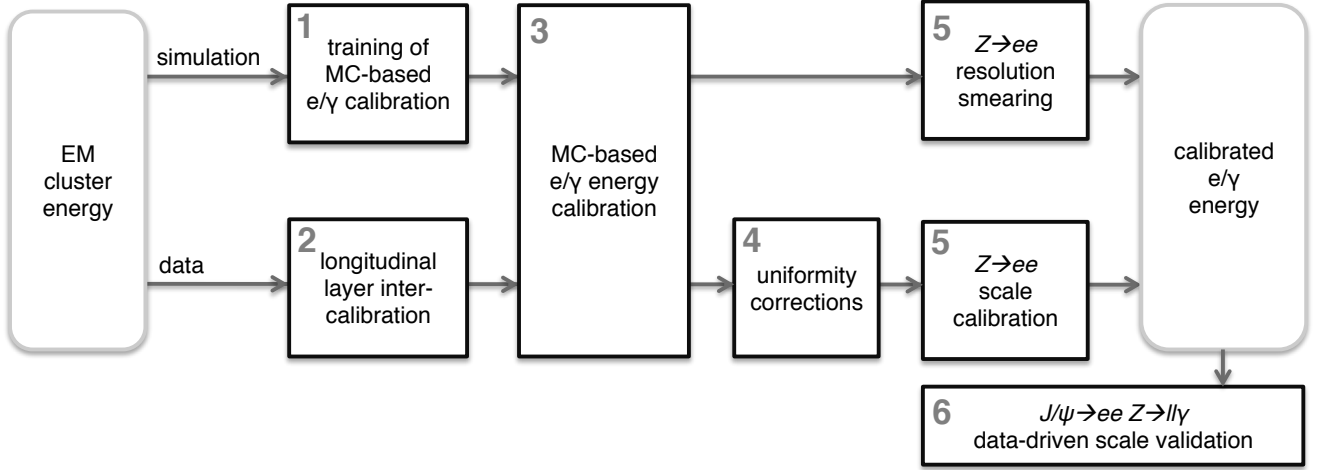 EM
cluster
energy
simulation
data
1
training of
MC-based
e/γ calibration
2
longitudinal
layer inter-
calibration
3
MC-based
e/γ energy
calibration
4
uniformity
corrections
5
Z→ee
resolution
smearing
5
Z→ee
scale
calibration
calibrated
e/γ
energy
6
J/ψ→ee Z→llγ
data-driven scale validation